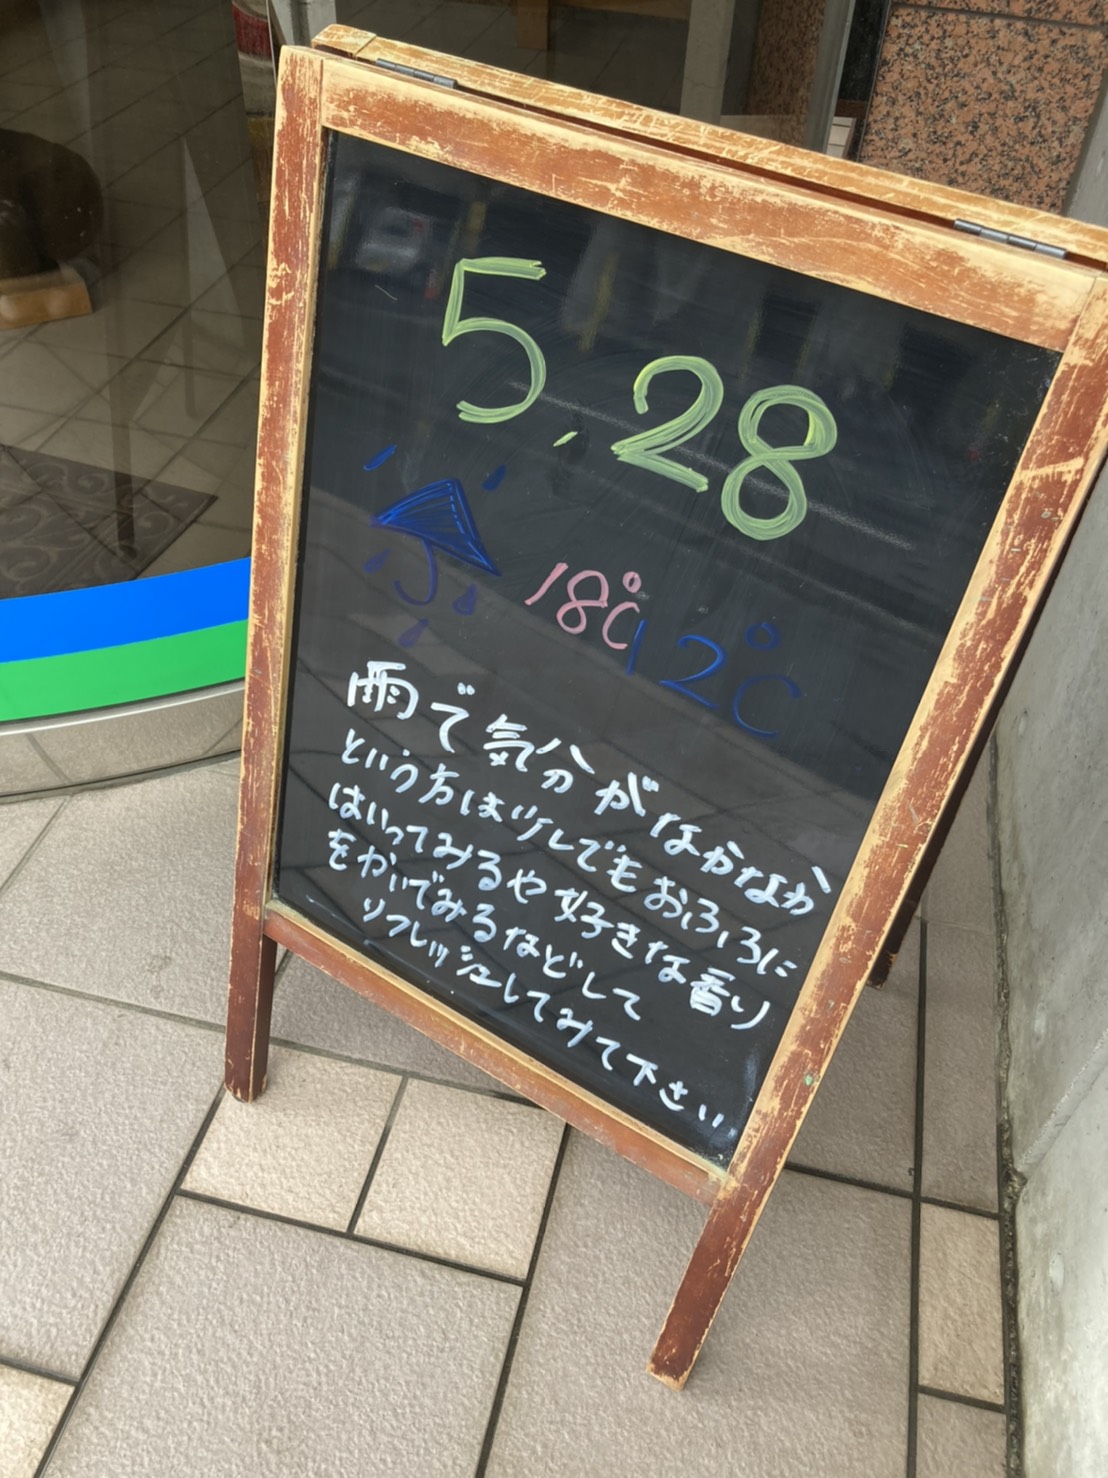 5.28
18℃ 12℃
雨で気分がなかなか
という方は少しでもおふろに
はいってみるや好きな香り
をかいでみるなどして
リフレッシュしてみて下さい